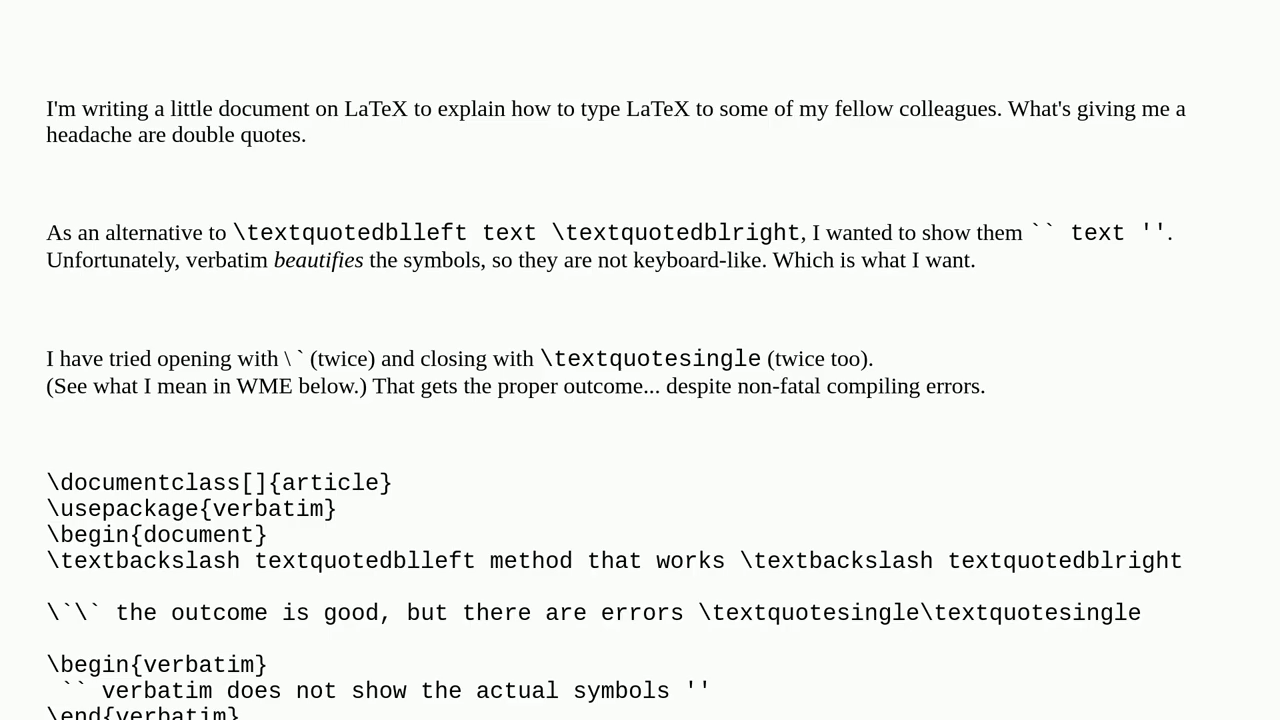 I'm writing a little document on LaTeX to explain how to type LaTeX to some of my fellow colleagues. What's giving me a
headache are double quotes.
As an alternative to \textquotedblleft text \textquotedblright, I wanted to show them `` text ''.
Unfortunately, verbatim beautifies the symbols, so they are not keyboard-like. Which is what I want.
I have tried opening with \ ` (twice) and closing with \textquotesingle (twice too).
(See what I mean in WME below.) That gets the proper outcome... despite non-fatal compiling errors.
\documentclass[]{article}
\usepackage{verbatim}
\begin{document}
\textbackslash textquotedblleft method that works \textbackslash textquotedblright
\`\` the outcome is good, but there are errors \textquotesingle\textquotesingle
\begin{verbatim}
 `` verbatim does not show the actual symbols ''
\end{verbatim}